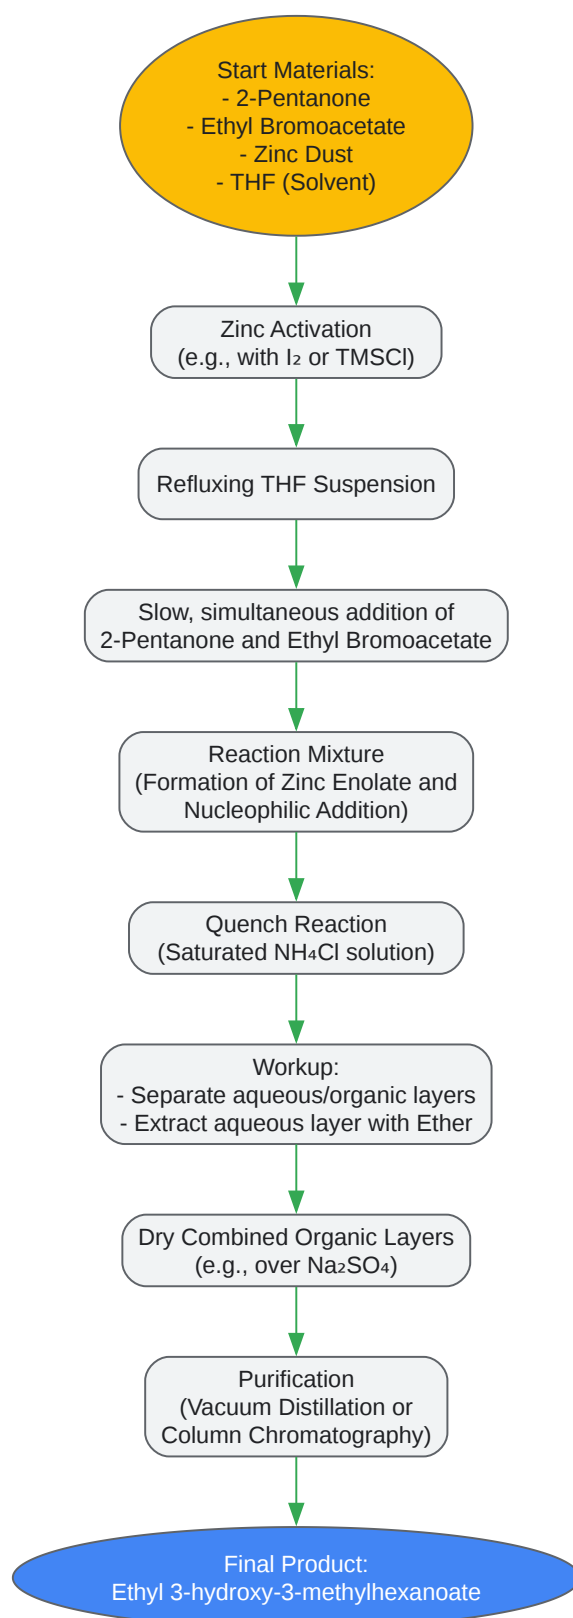 Start Materials:
- 2-Pentanone
- Ethyl Bromoacetate
- Zinc Dust
- THF (Solvent)
Zinc Activation
(e.g., with I₂ or TMSCl)
Refluxing THF Suspension
Slow, simultaneous addition of
2-Pentanone and Ethyl Bromoacetate
Reaction Mixture
(Formation of Zinc Enolate and
Nucleophilic Addition)
Quench Reaction
(Saturated NH₄Cl solution)
Workup:
- Separate aqueous/organic layers
- Extract aqueous layer with Ether
Dry Combined Organic Layers
(e.g., over Na₂SO₄)
Purification
(Vacuum Distillation or
Column Chromatography)
Final Product:
Ethyl 3-hydroxy-3-methylhexanoate